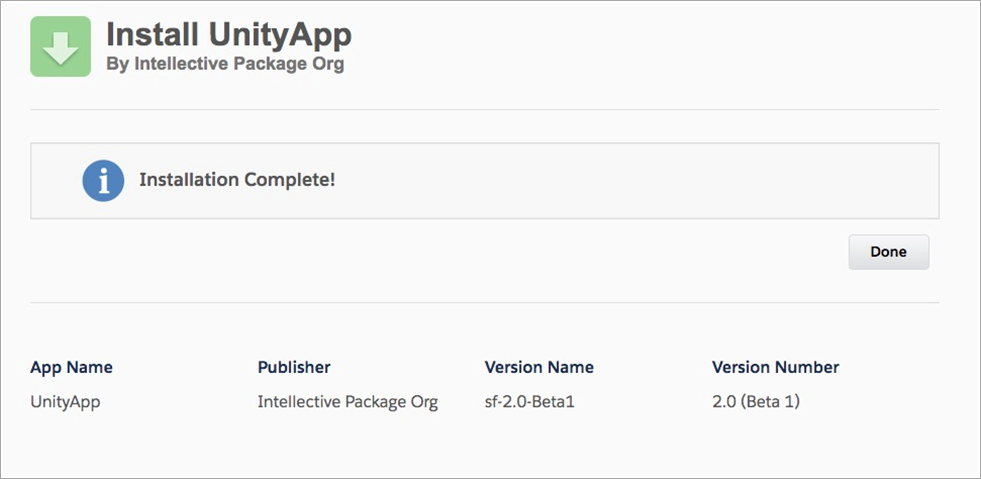 Install UnityApp
By Intellective Package Org
Installation Complete!
Done
App Name Publisher Version Name Version Number
UnityApp Intellective Package Org sf-2.0-Beta1 2.0 (Beta 1)